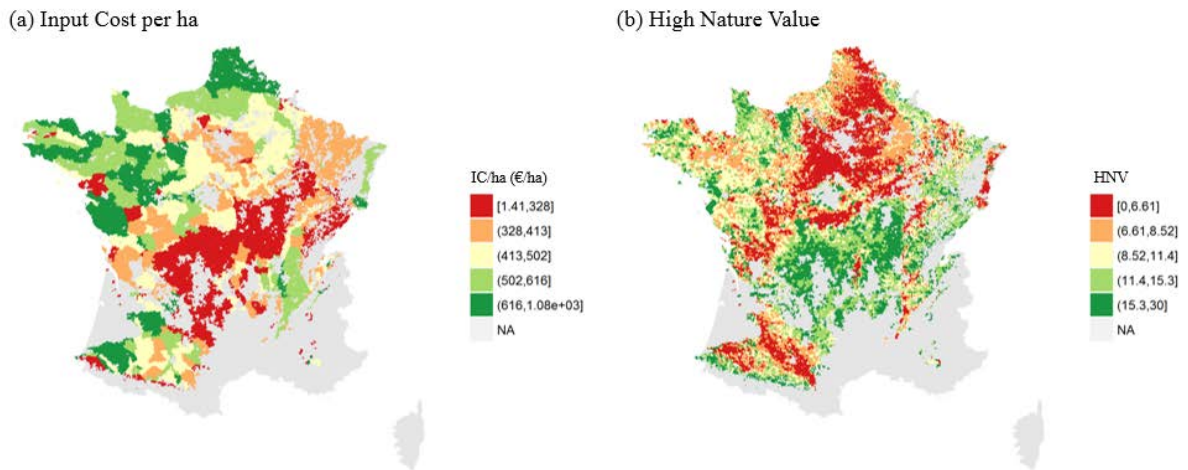 (a) Input Cost per ha
(b) High Nature Value
IC/ha (€/ha)
[1.41,328]
(328,413]
(413,502]
(502,616]
(616,1.08e+03]
NA
HNV
[0,6.61]
(6.61,8.52]
(8.52,11.4]
(11.4,15.3]
(15.3,30]
NA